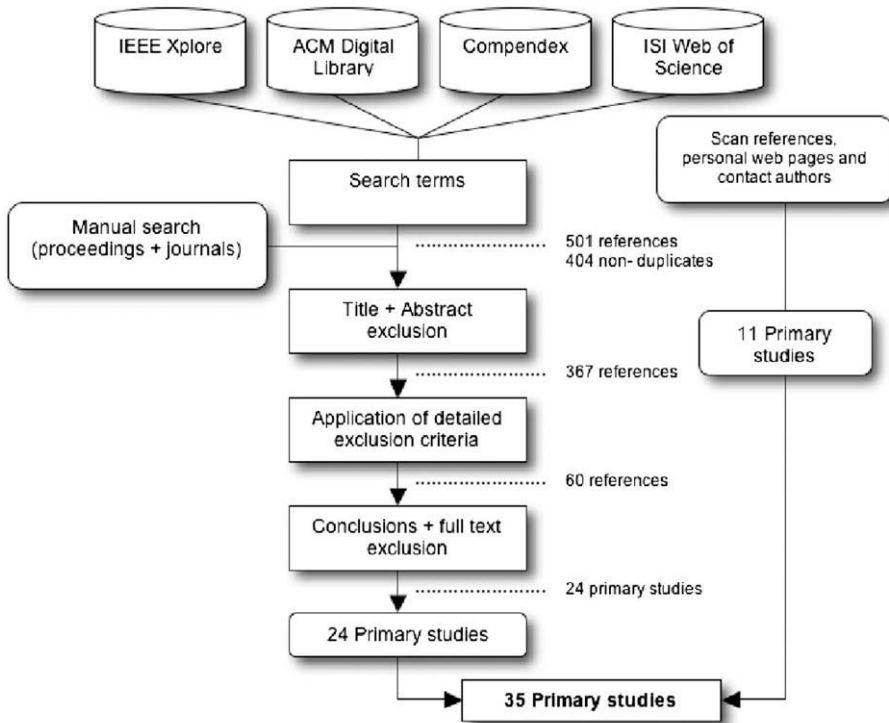 IEEE Xplore
ACM Digital
Library
Compendex
ISI Web of
Science
Scan references,
personal web pages and
contact authors
Search terms
Manual search
(proceedings + journals)
501 references
404 non- duplicates
Title + Abstract
exclusion
11 Primary
studies
367 references
Application of detailed
exclusion criteria
60 references
Conclusions + full text
exclusion
24 primary studies
24 Primary studies
35 Primary studies